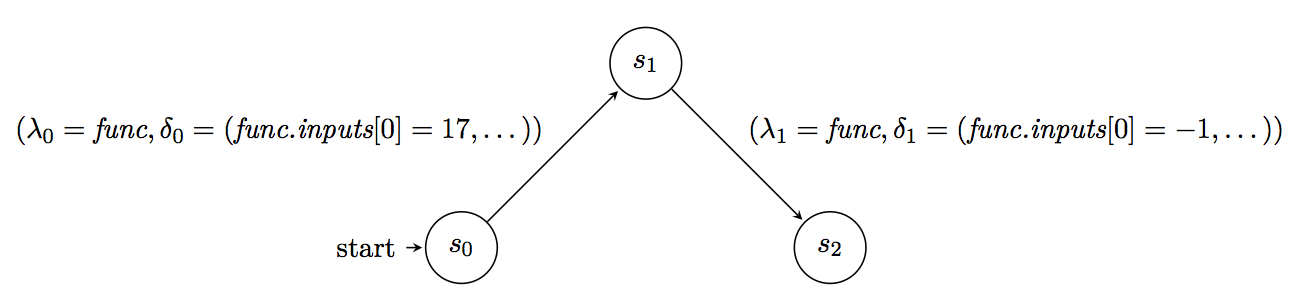 s₁
(λ₀ = func, δ₀ = (func.inputs[0] = 17, . . . ))
(λ₁ = func, δ₁ = (func.inputs[0] = −1, . . . ))
start
s₀
s₂